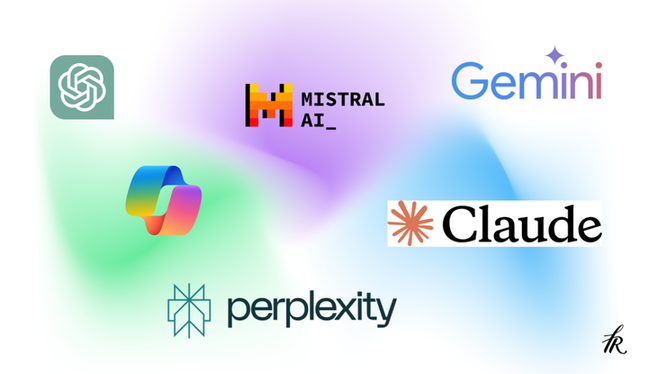 Gemini
MISTRAL
AI_
Claude
perplexity